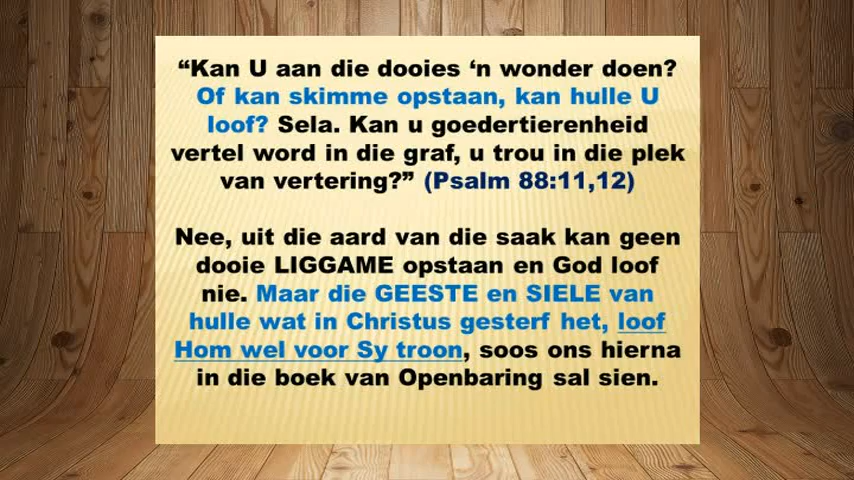 “Kan U aan die dooies ‘n wonder doen?
Of kan skimme opstaan, kan hulle U
loof? Sela. Kan u goedertierenheid
vertel word in die graf, u trou in die plek
van vertering?” (Psalm 88:11,12)
Nee, uit die aard van die saak kan geen
dooie LIGGAME opstaan en God loof
nie. Maar die GEESTE en SIELE van
hulle wat in Christus gesterf het, loof
Hom wel voor Sy troon, soos ons hierna
in die boek van Openbaring sal sien.